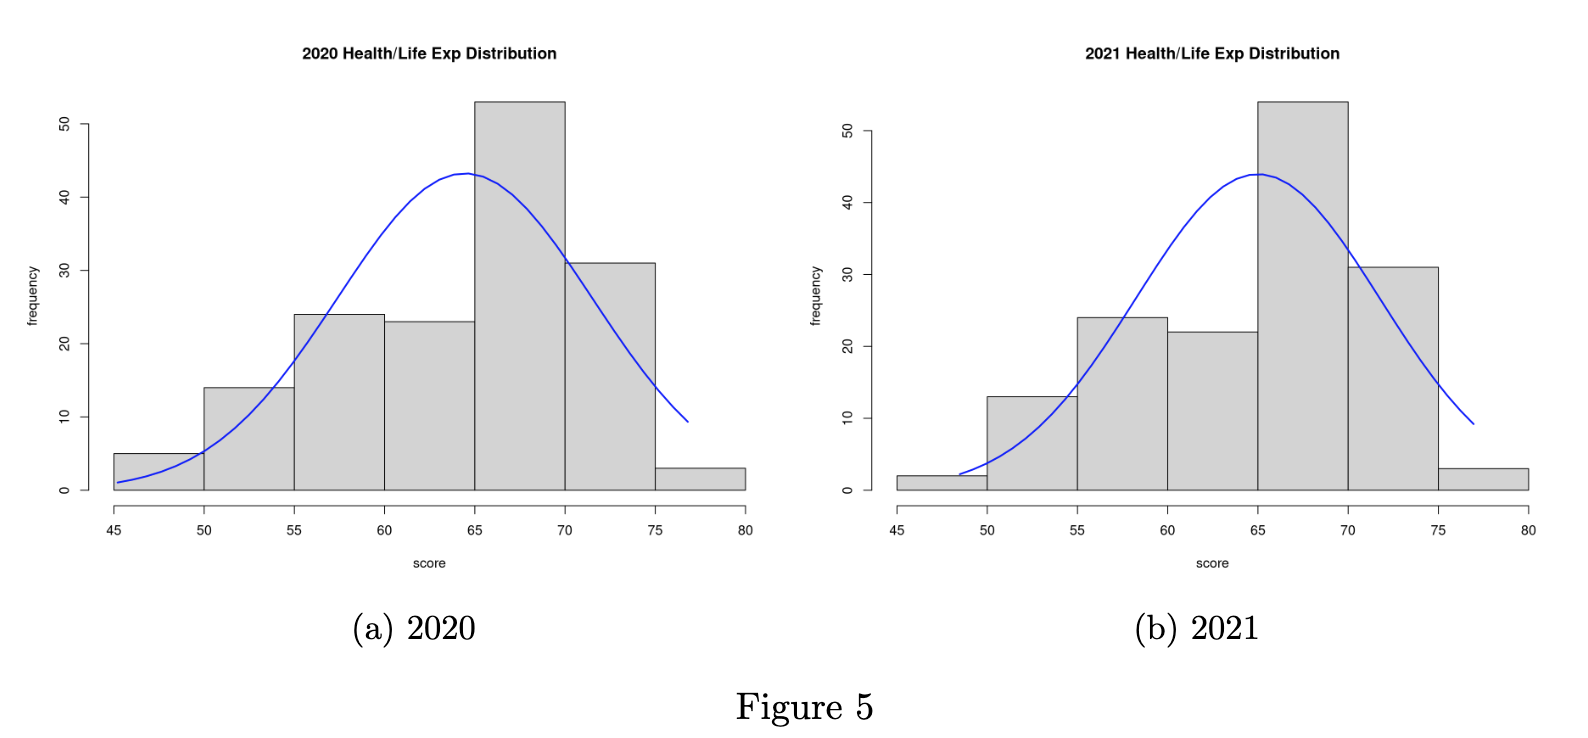 2020 Health/Life Exp Distribution
frequency
0
10
20
30
40
50
45 50 55 60 65 70 75 80
score
(a) 2020
2021 Health/Life Exp Distribution
frequency
0
10
20
30
40
50
45 50 55 60 65 70 75 80
score
(b) 2021
Figure 5